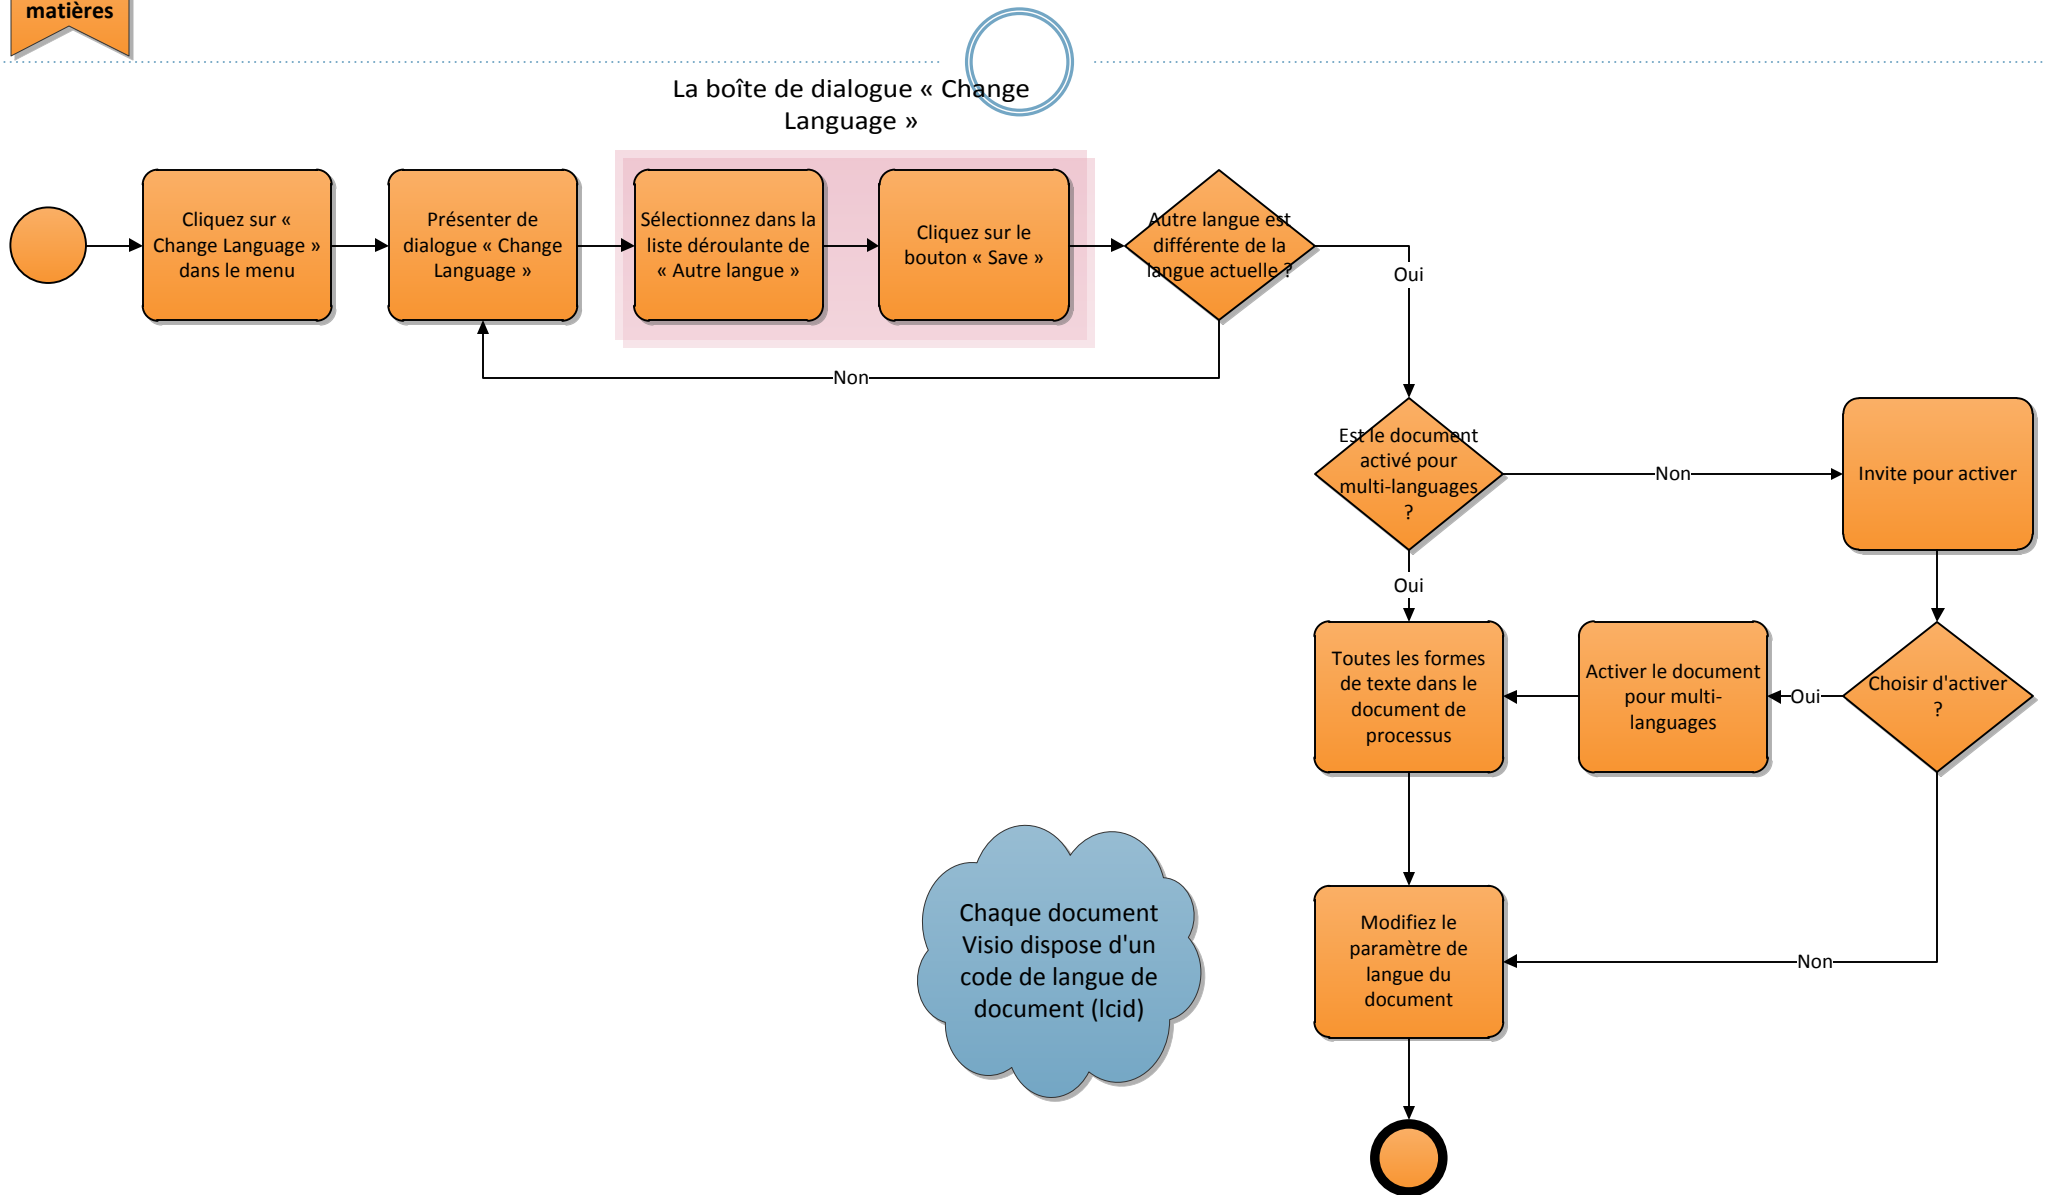 matières
La boîte de dialogue « Change
Language »
Cliquez sur «
Change Language »
dans le menu
Présenter de
dialogue « Change
Language »
Sélectionnez dans la
liste déroulante de
« Autre langue »
Cliquez sur le
bouton « Save »
Autre langue est
différente de la
langue actuelle ?
Oui
Non
Est le document
activé pour
multi-languages
?
Non
Invite pour activer
Oui
Toutes les formes
de texte dans le
document de
processus
Activer le document
pour multi-
languages
Oui
Choisir d'activer
?
Chaque document
Visio dispose d'un
code de langue de
document (lcid)
Modifiez le
paramètre de
langue du
document
Non